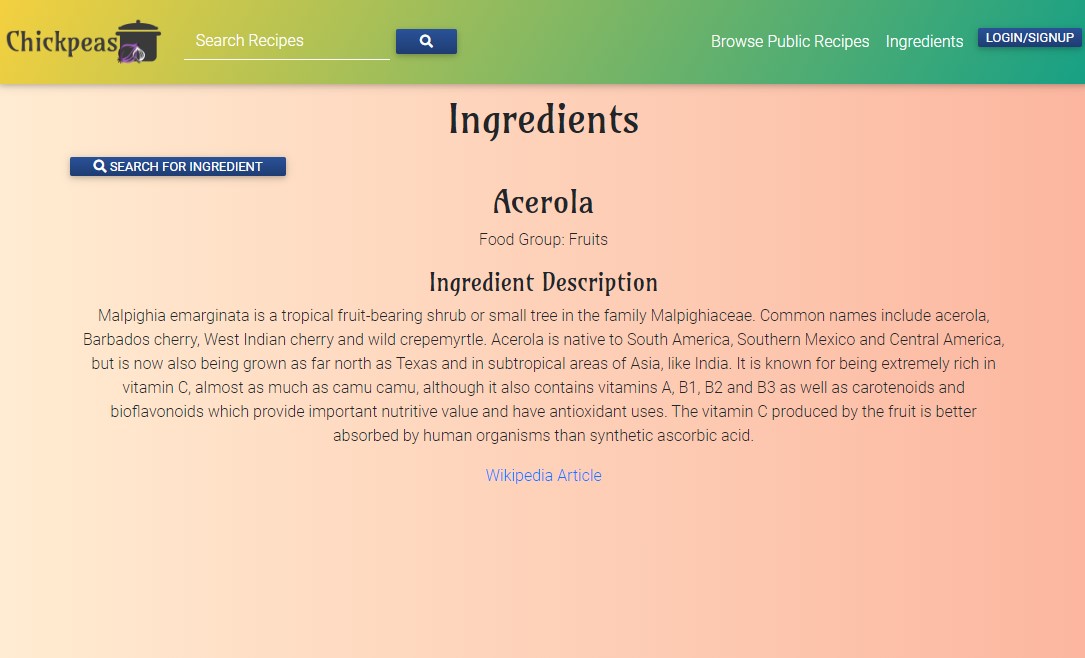 Chickpeas
Search Recipes
Browse Public Recipes
Ingredients
LOGIN/SIGNUP
Ingredients
SEARCH FOR INGREDIENT
Acerola
Food Group: Fruits
Ingredient Description
Malpighia emarginata is a tropical fruit-bearing shrub or small tree in the family Malpighiaceae. Common names include acerola,
Barbados cherry, West Indian cherry and wild crepemyrtle. Acerola is native to South America, Southern Mexico and Central America,
but is now also being grown as far north as Texas and in subtropical areas of Asia, like India. It is known for being extremely rich in
vitamin C, almost as much as camu camu, although it also contains vitamins A, B1, B2 and B3 as well as carotenoids and
bioflavonoids which provide important nutritive value and have antioxidant uses. The vitamin C produced by the fruit is better
absorbed by human organisms than synthetic ascorbic acid.
Wikipedia Article